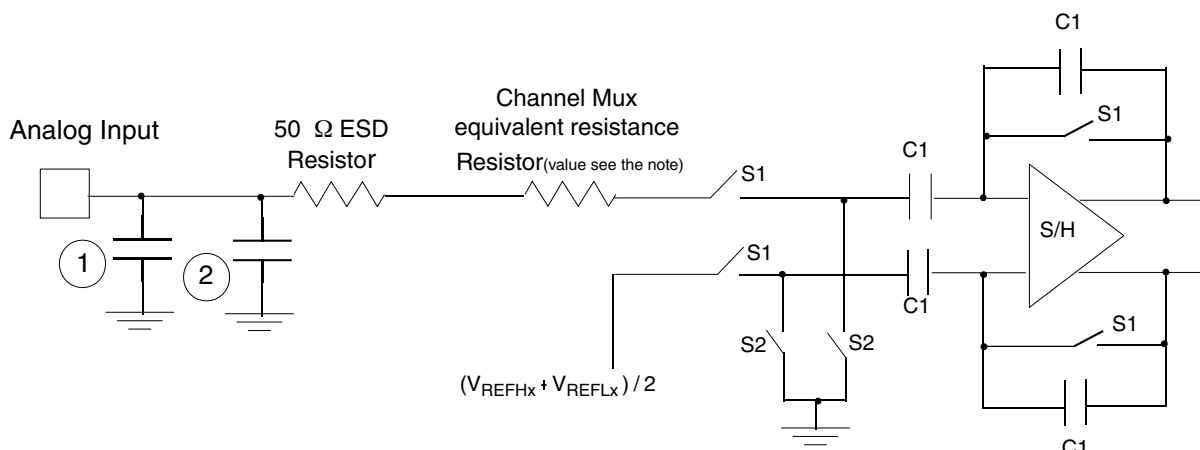 C1
Channel Mux
equivalent resistance
Resistor(value see the note)
Analog Input
50 Ω ESD
Resistor
S1
C1
S1
S/H
1
2
S1
C1
S2
S2
S1
(VREFHx + VREFLx) / 2
C1